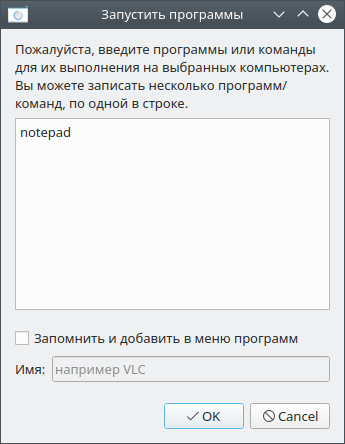 Запустить программы
Пожалуйста, введите программы или команды
для их выполнения на выбранных компьютерах.
Вы можете записать несколько программ/
команд, по одной в строке.
notepad
Запомнить и добавить в меню программ
Имя: например VLC
OK Cancel